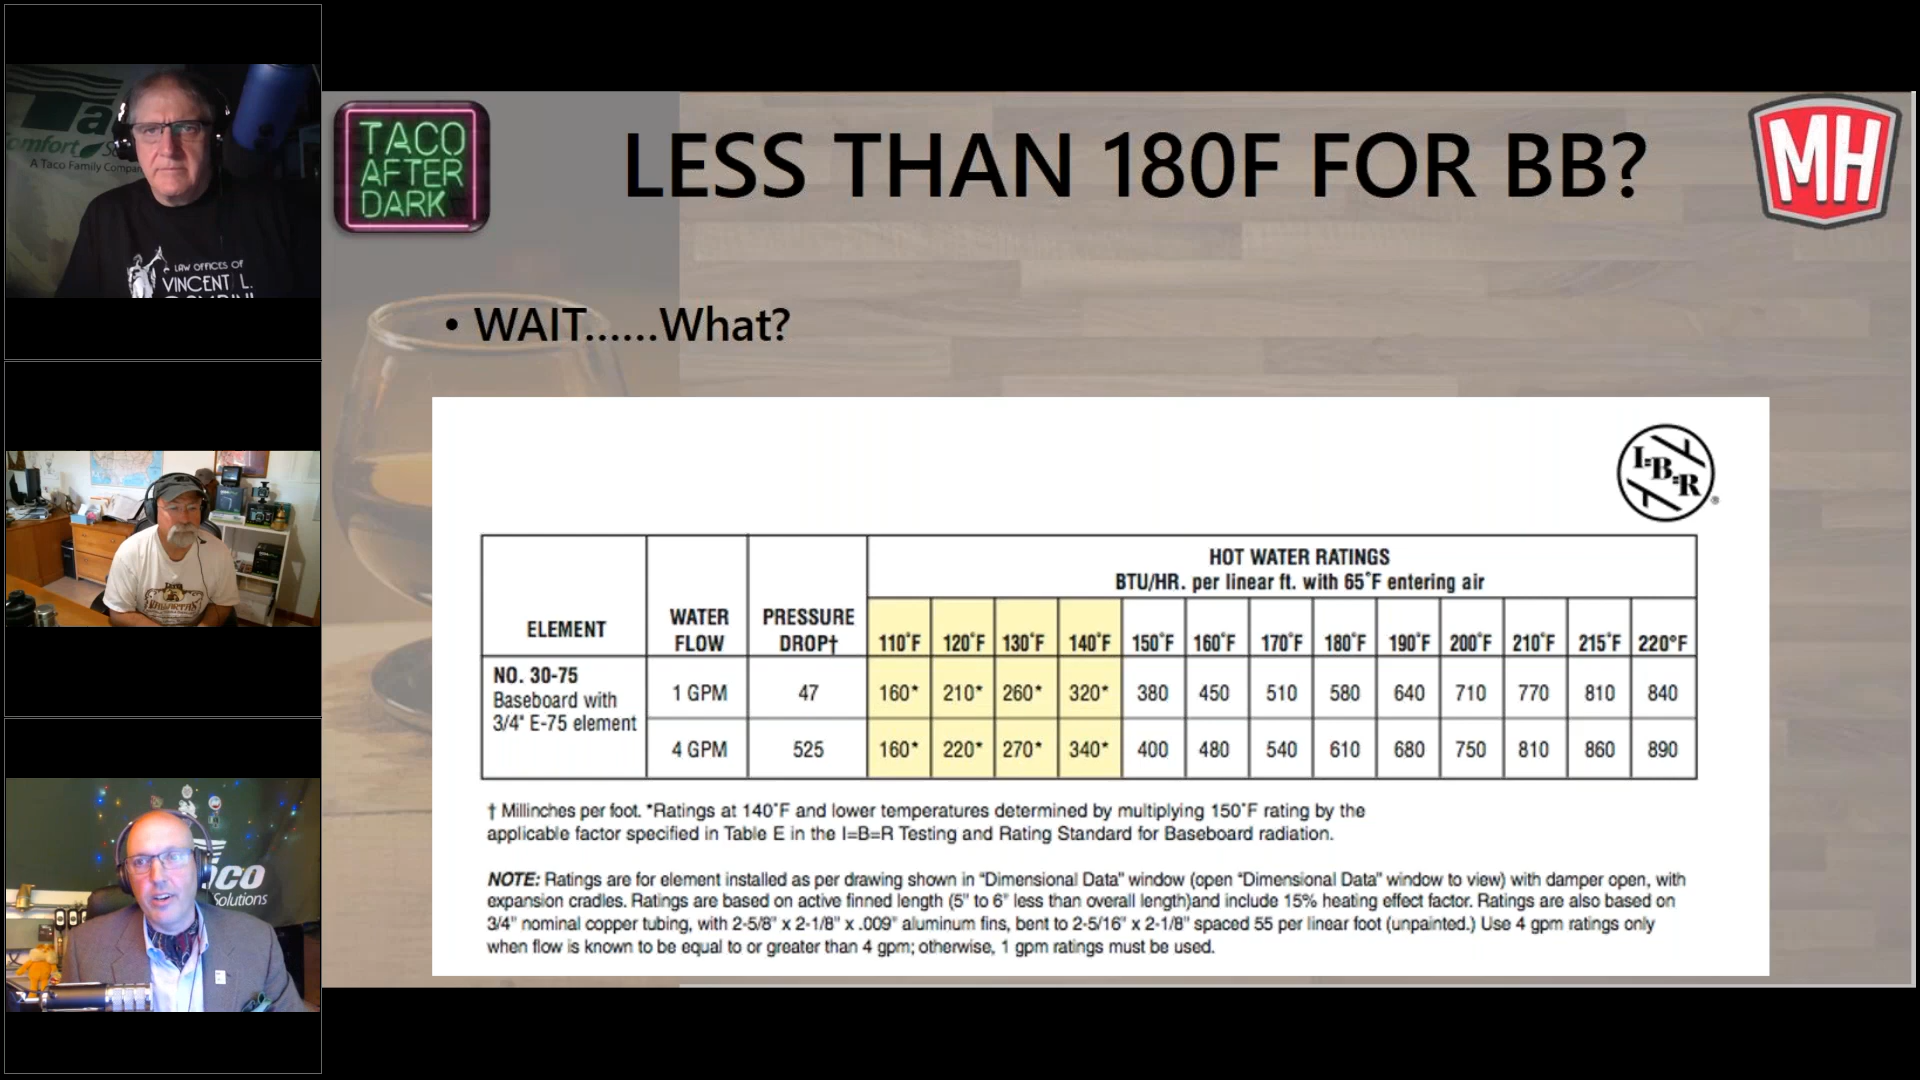 Ta
Comfort So
A Taco Family Compan
LAW OFFICES OF
VINCENT L.
aco
Solutions
TACO
AFTER
DARK
LESS THAN 180F FOR BB?
MH
• WAIT......What?
I=B=R
®
HOT WATER RATINGS
BTU/HR. per linear ft. with 65˚F entering air
ELEMENT WATER FLOW PRESSURE DROP† 110˚F 120˚F 130˚F 140˚F 150˚F 160˚F 170˚F 180˚F 190˚F 200˚F 210˚F 215˚F 220°F
NO. 30-75
Baseboard with
3/4" E-75 element
1 GPM 47 160* 210* 260* 320* 380 450 510 580 640 710 770 810 840
4 GPM 525 160* 220* 270* 340* 400 480 540 610 680 750 810 860 890
† Millinches per foot. *Ratings at 140˚F and lower temperatures determined by multiplying 150˚F rating by the
applicable factor specified in Table E in the I=B=R Testing and Rating Standard for Baseboard radiation.
NOTE: Ratings are for element installed as per drawing shown in "Dimensional Data" window (open "Dimensional Data" window to view) with damper open, with
expansion cradles. Ratings are based on active finned length (5" to 6" less than overall length)and include 15% heating effect factor. Ratings are also based on
3/4" nominal copper tubing, with 2-5/8" x 2-1/8" x .009" aluminum fins, bent to 2-5/16" x 2-1/8" spaced 55 per linear foot (unpainted.) Use 4 gpm ratings only
when flow is known to be equal to or greater than 4 gpm; otherwise, 1 gpm ratings must be used.